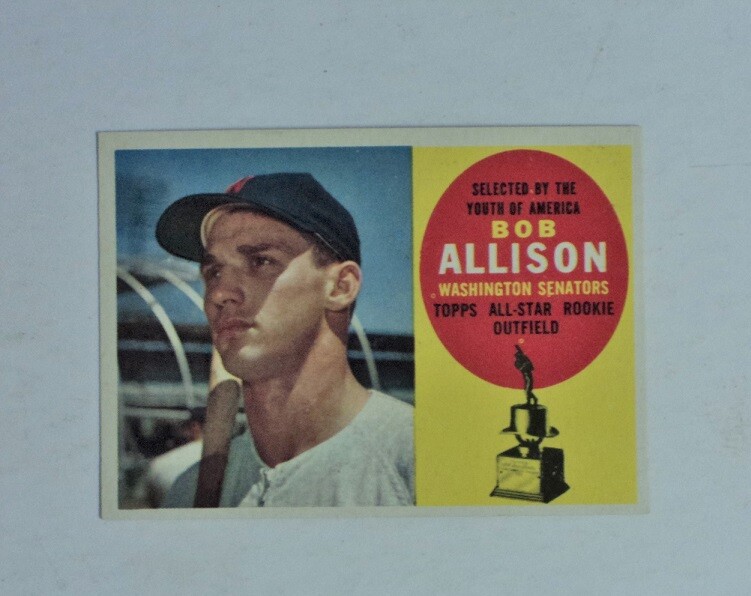 SELECTED BY THE
YOUTH OF AMERICA
BOB
ALLISON
WASHINGTON SENATORS
TOPPS ALL-STAR ROOKIE
OUTFIELD